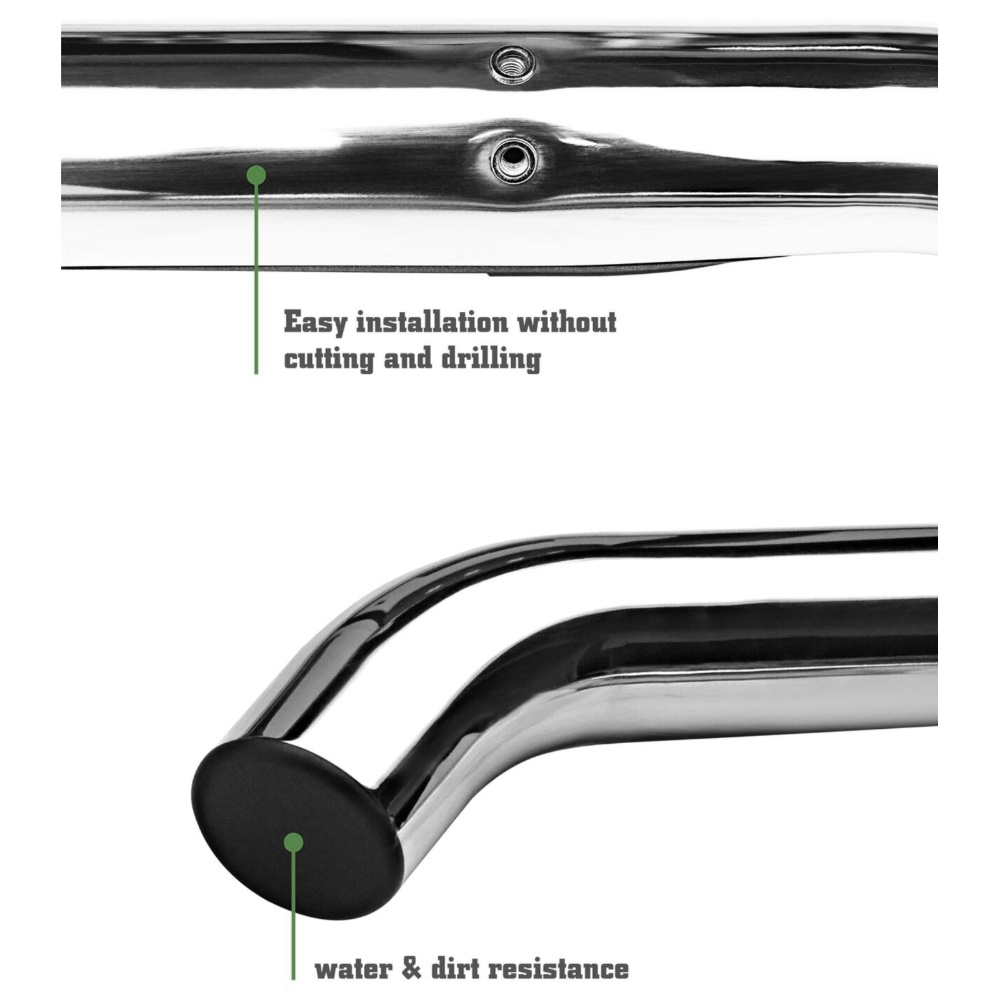 Easy installation without
cutting and drilling
water & dirt resistance